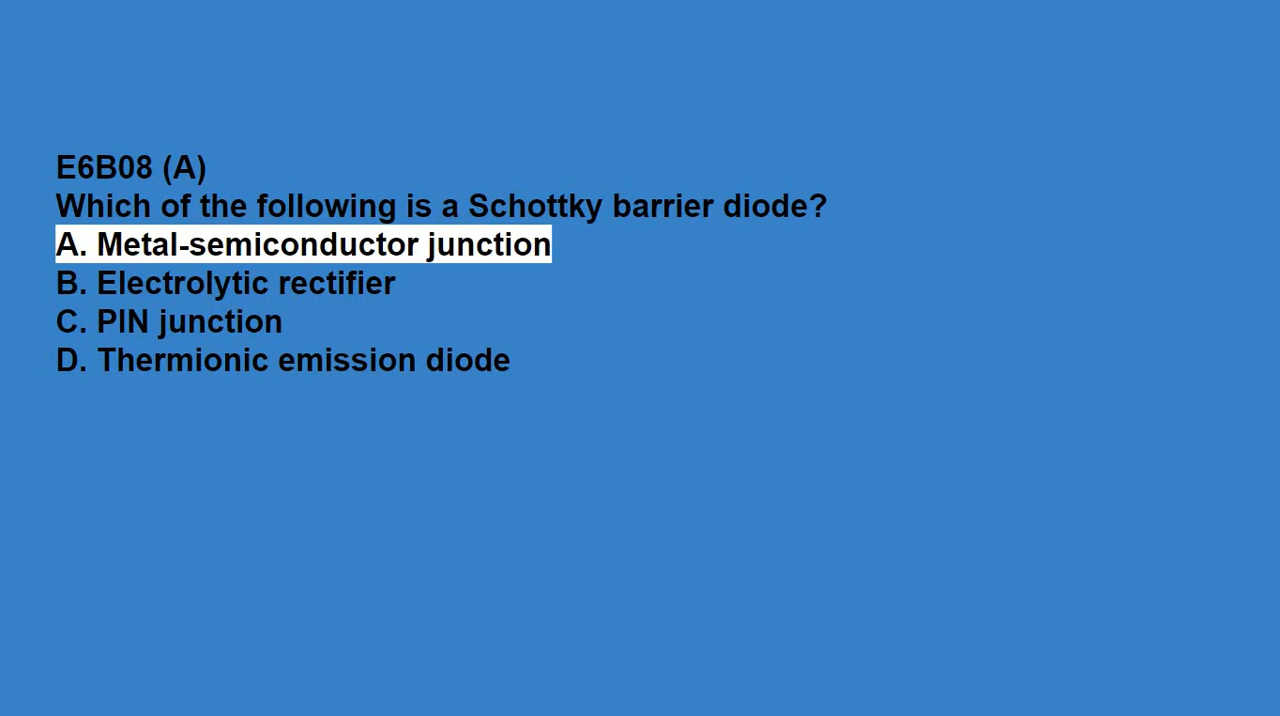 E6B08 (A)
Which of the following is a Schottky barrier diode?
A. Metal-semiconductor junction
B. Electrolytic rectifier
C. PIN junction
D. Thermionic emission diode